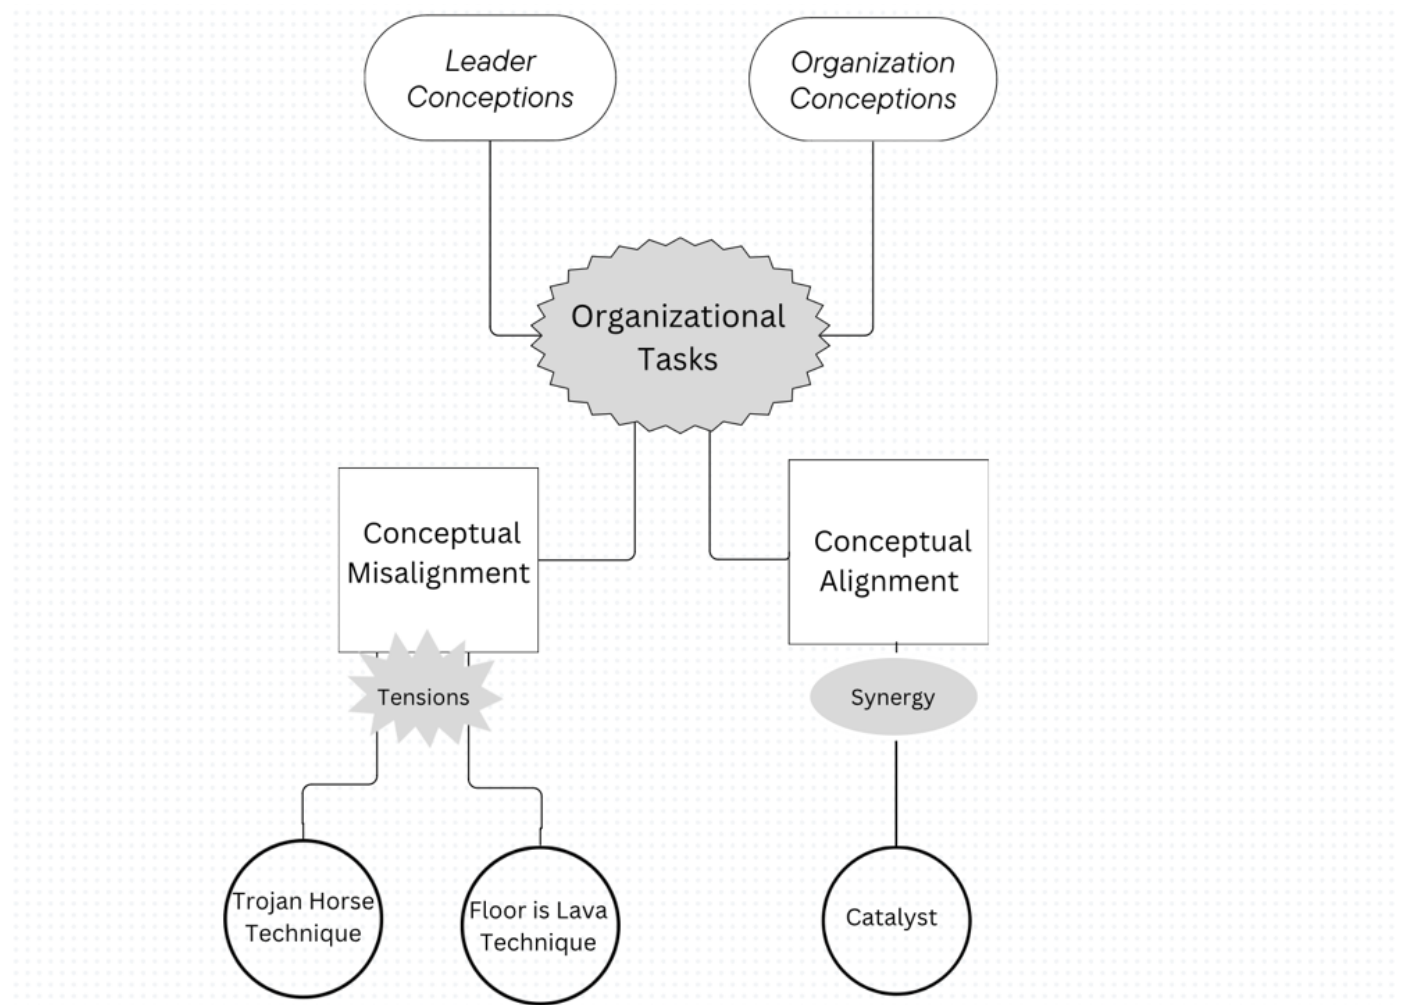 Leader
Conceptions
Organization
Conceptions
Organizational
Tasks
Conceptual
Misalignment
Conceptual
Alignment
Tensions
Synergy
Trojan Horse
Technique
Floor is Lava
Technique
Catalyst